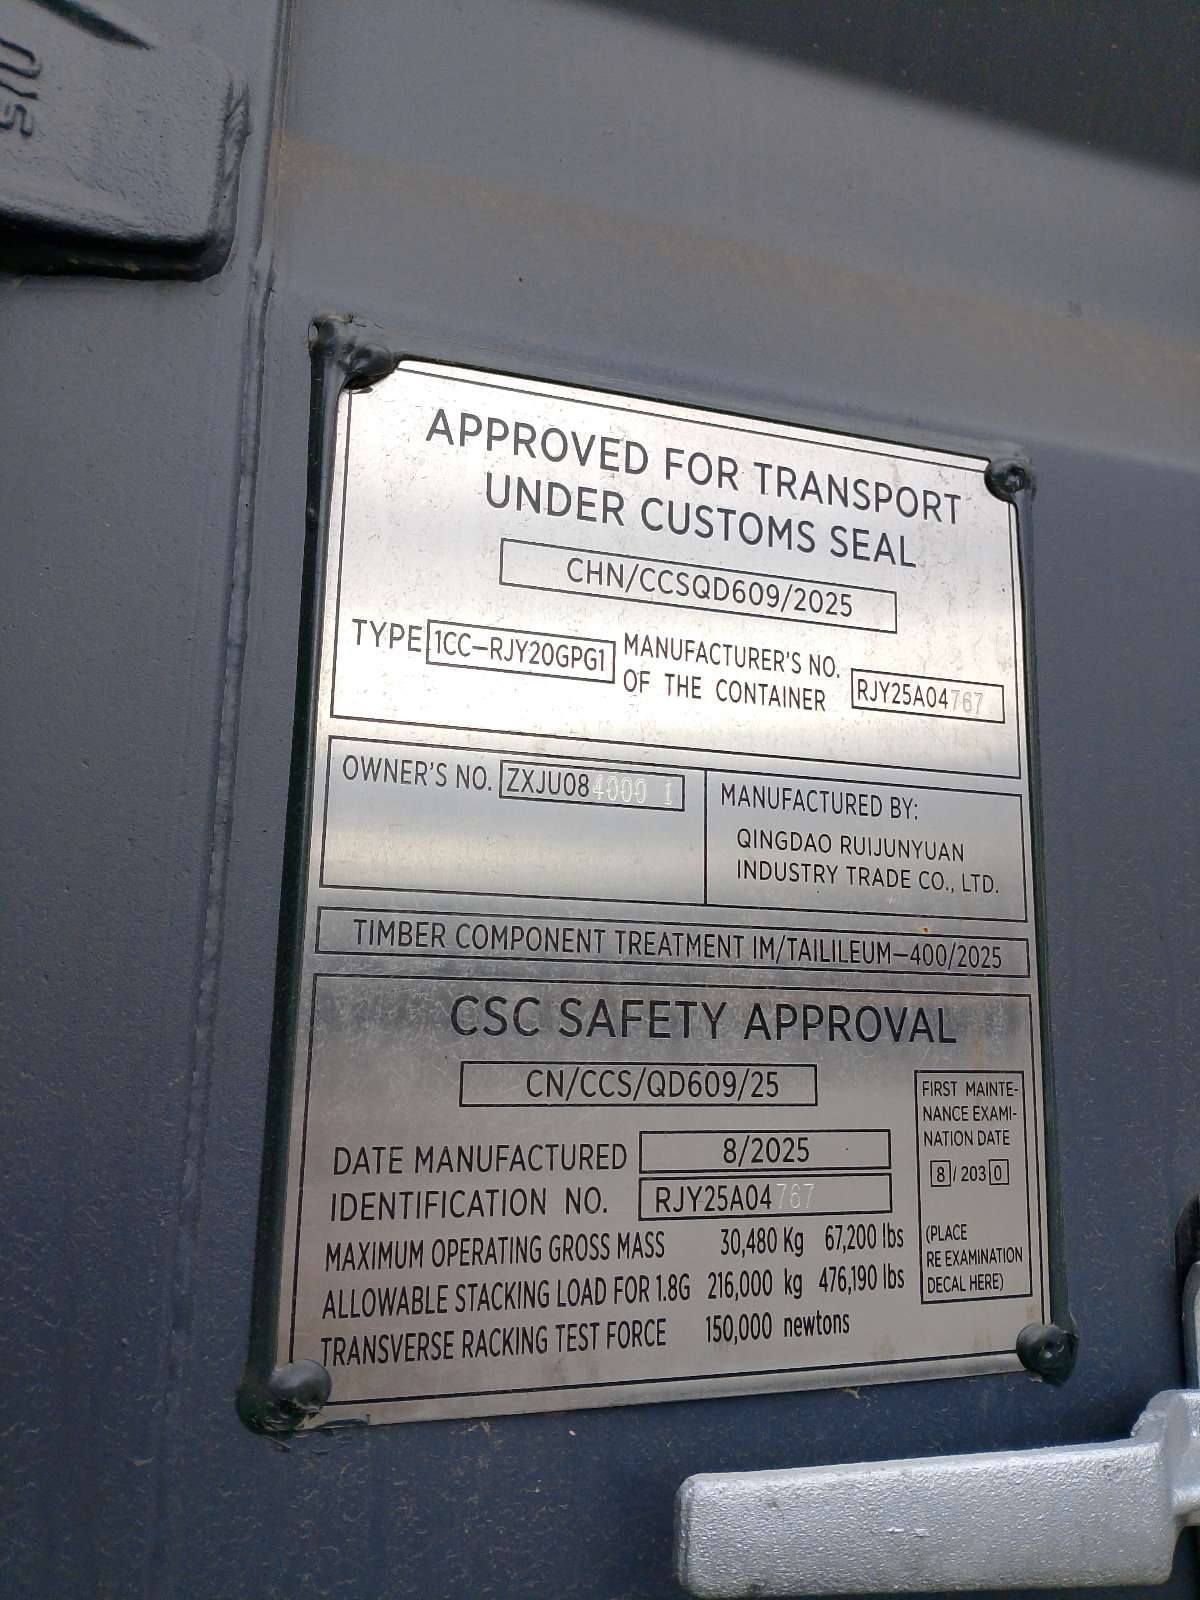 APPROVED FOR TRANSPORT
UNDER CUSTOMS SEAL
CHN/CCSQD609/2025
TYPE 1CC-RJY20GPG1 MANUFACTURER'S NO.
OF THE CONTAINER RJY25A04767
OWNER'S NO. ZXJU084000 1
MANUFACTURED BY:
QINGDAO RUIJUNYUAN
INDUSTRY TRADE CO., LTD.
TIMBER COMPONENT TREATMENT IM/TAILILEUM-400/2025
CSC SAFETY APPROVAL
CN/CCS/QD609/25
DATE MANUFACTURED 8/2025
IDENTIFICATION NO. RJY25A04767
MAXIMUM OPERATING GROSS MASS 30,480 Kg 67,200 lbs
ALLOWABLE STACKING LOAD FOR 1.8G 216,000 kg 476,190 lbs
TRANSVERSE RACKING TEST FORCE 150,000 newtons
FIRST MAINTE-
NANCE EXAMI-
NATION DATE
8 / 203 0
(PLACE
RE EXAMINATION
DECAL HERE)